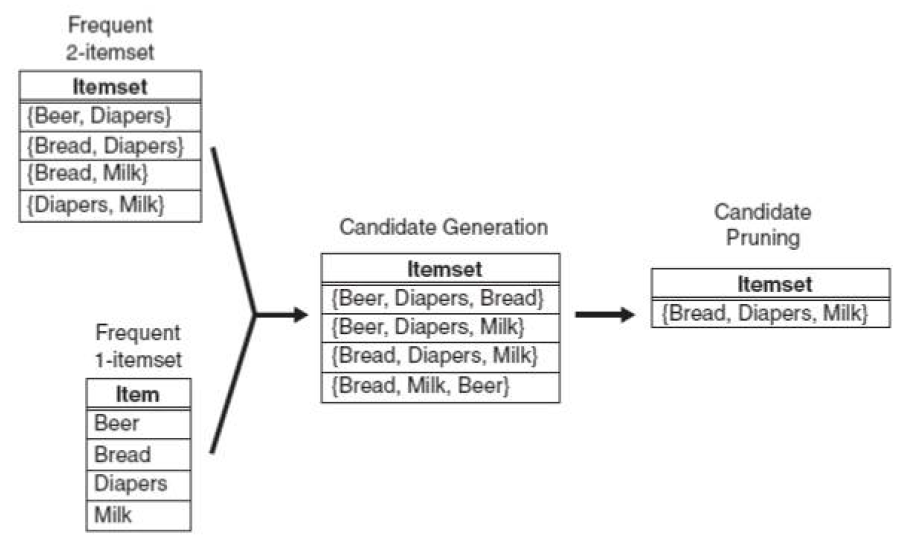 Frequent
2-itemset
Itemset
{Beer, Diapers}
{Bread, Diapers}
{Bread, Milk}
{Diapers, Milk}
Frequent
1-itemset
Item
Beer
Bread
Diapers
Milk
Candidate Generation
Itemset
{Beer, Diapers, Bread}
{Beer, Diapers, Milk}
{Bread, Diapers, Milk}
{Bread, Milk, Beer}
Candidate
Pruning
Itemset
{Bread, Diapers, Milk}